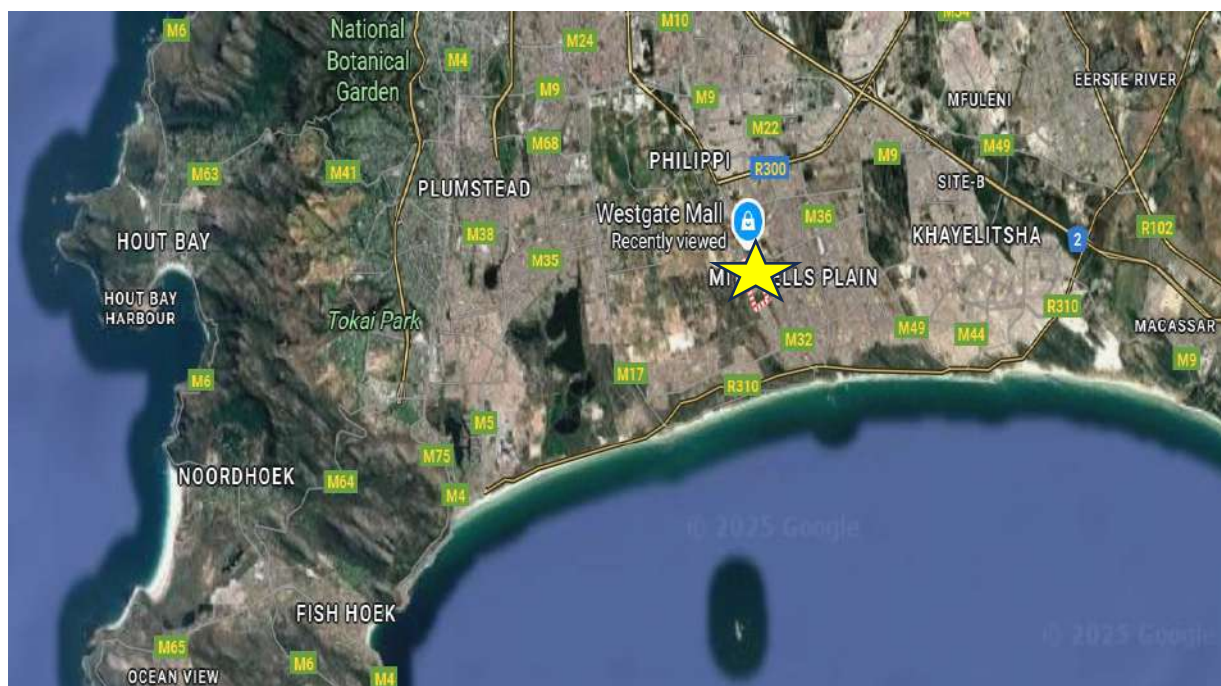 M6
National
Botanical
Garden
M4
M24
M10
M34
M9
M9
EERSTE RIVER
MFULENI
M22
M68
M63
M41
PHILIPPI
R300
M9
M49
SITE-B
PLUMSTEAD
Westgate Mall
Recently viewed
M36
HOUT BAY
M38
M35
KHAYELITSHA
2
R102
PLAIN
HOUT BAY
HARBOUR
Tokai Park
R310
M32
M49
M44
MACASSAR
M9
M6
M17
R310
M5
M75
NOORDHOEK
M64
M4
© 2025 Google
FISH HOEK
M65
M6
OCEAN VIEW
M4
© 2025 Google